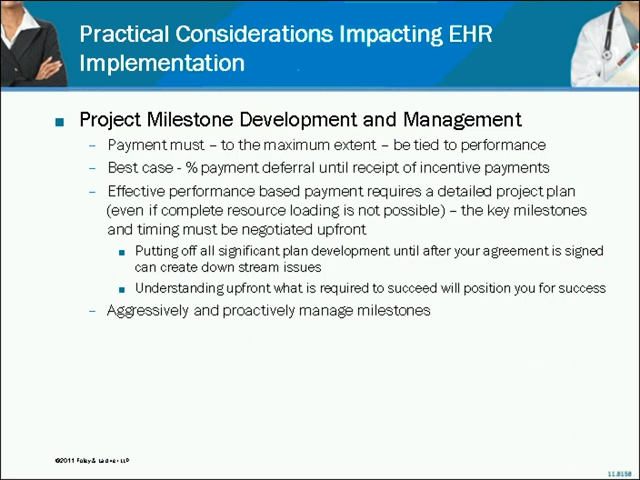 Practical Considerations Impacting EHR
Implementation
■ Project Milestone Development and Management
– Payment must – to the maximum extent – be tied to performance
– Best case - % payment deferral until receipt of incentive payments
– Effective performance based payment requires a detailed project plan
(even if complete resource loading is not possible) – the key milestones
and timing must be negotiated upfront
■ Putting off all significant plan development until after your agreement is signed
can create down stream issues
■ Understanding upfront what is required to succeed will position you for success
– Aggressively and proactively manage milestones
©2011 Foley & Lardner LLP
11.8158